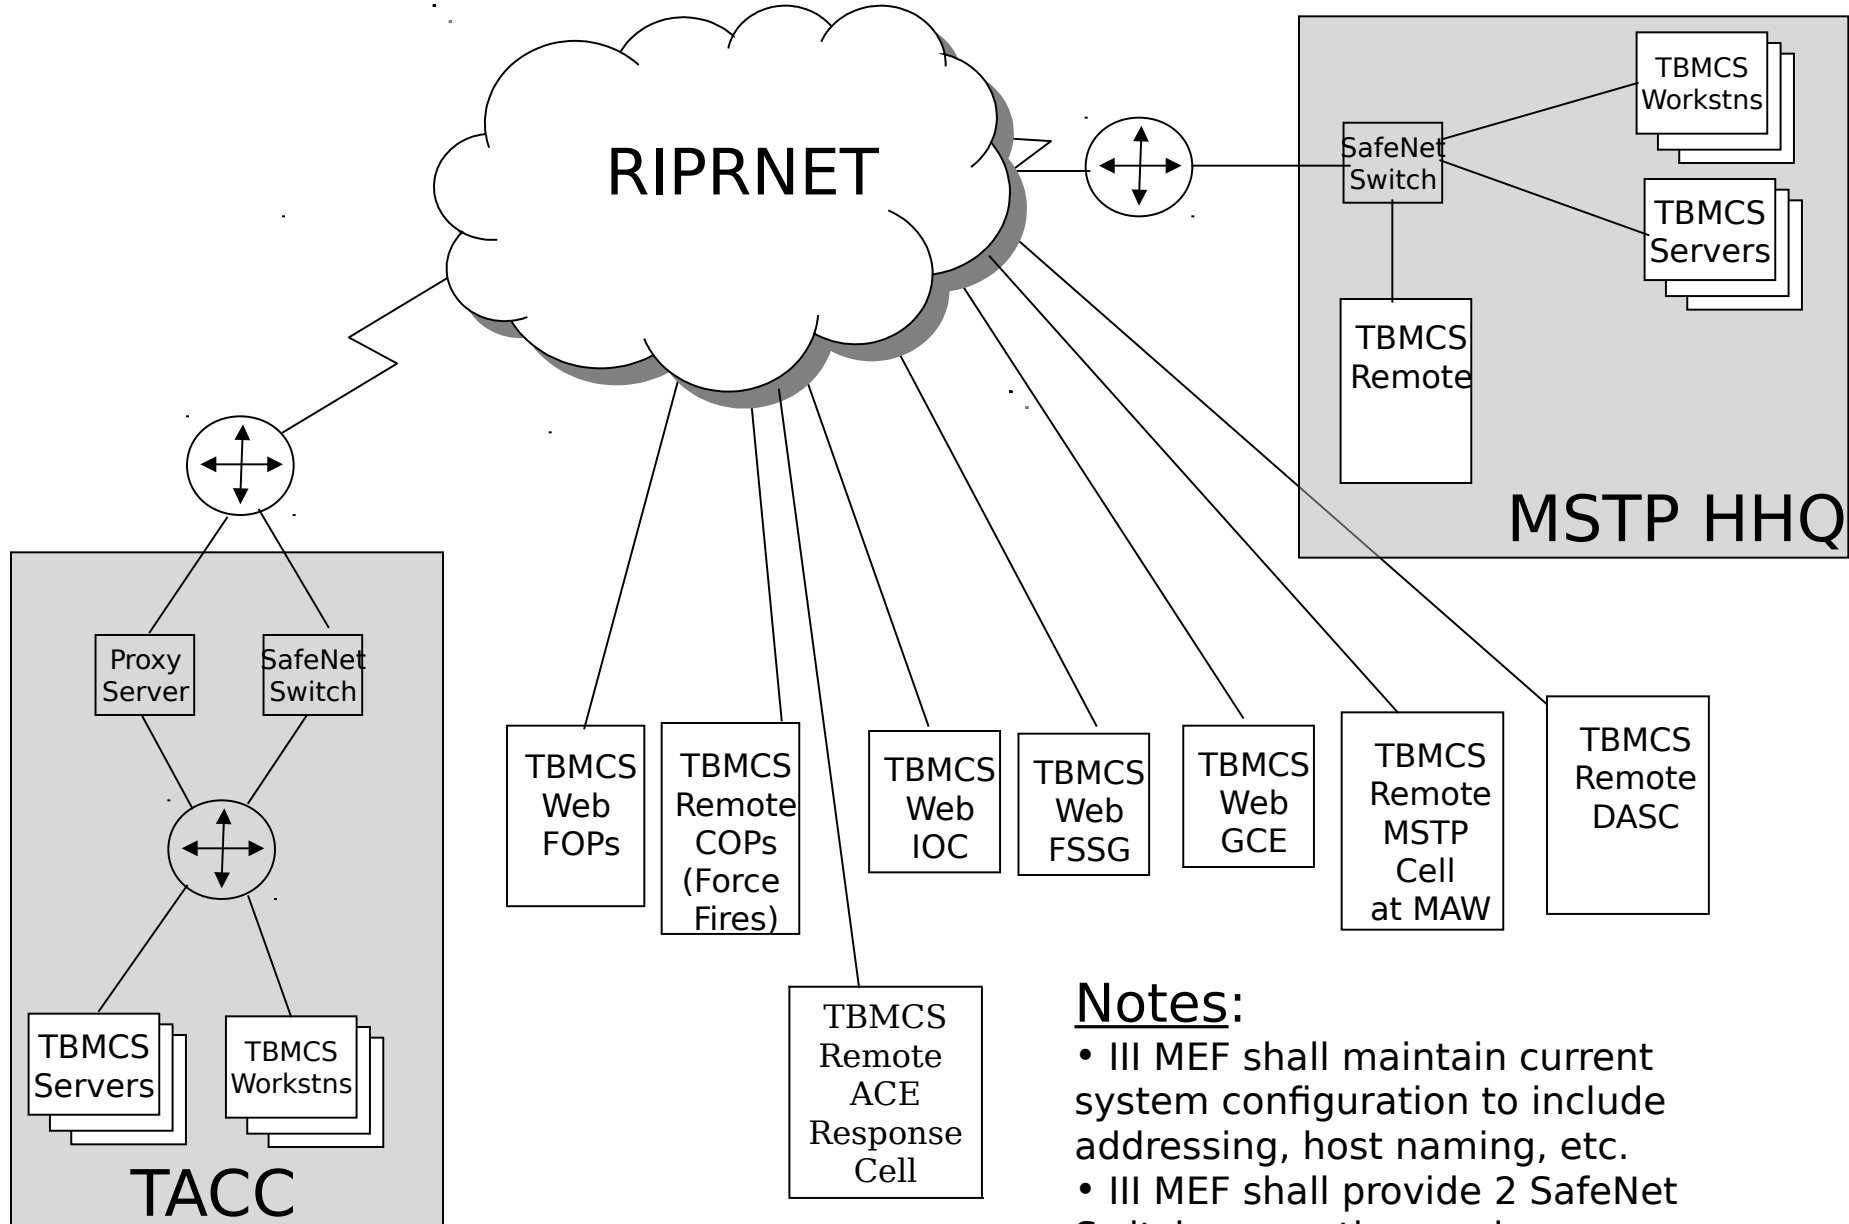 RIPRNET
TBMCS
Workstns
SafeNet
Switch
TBMCS
Servers
TBMCS
Remote
MSTP HHQ
Proxy
Server
SafeNet
Switch
TBMCS
Servers
TBMCS
Workstns
TACC
TBMCS
Web
FOPs
TBMCS
Remote
COPs
(Force
Fires)
TBMCS
Remote
ACE
Response
Cell
TBMCS
Web
IOC
TBMCS
Web
FSSG
TBMCS
Web
GCE
TBMCS
Remote
MSTP
Cell
at MAW
TBMCS
Remote
DASC
Notes:
• III MEF shall maintain current
system configuration to include
addressing, host naming, etc.
• III MEF shall provide 2 SafeNet